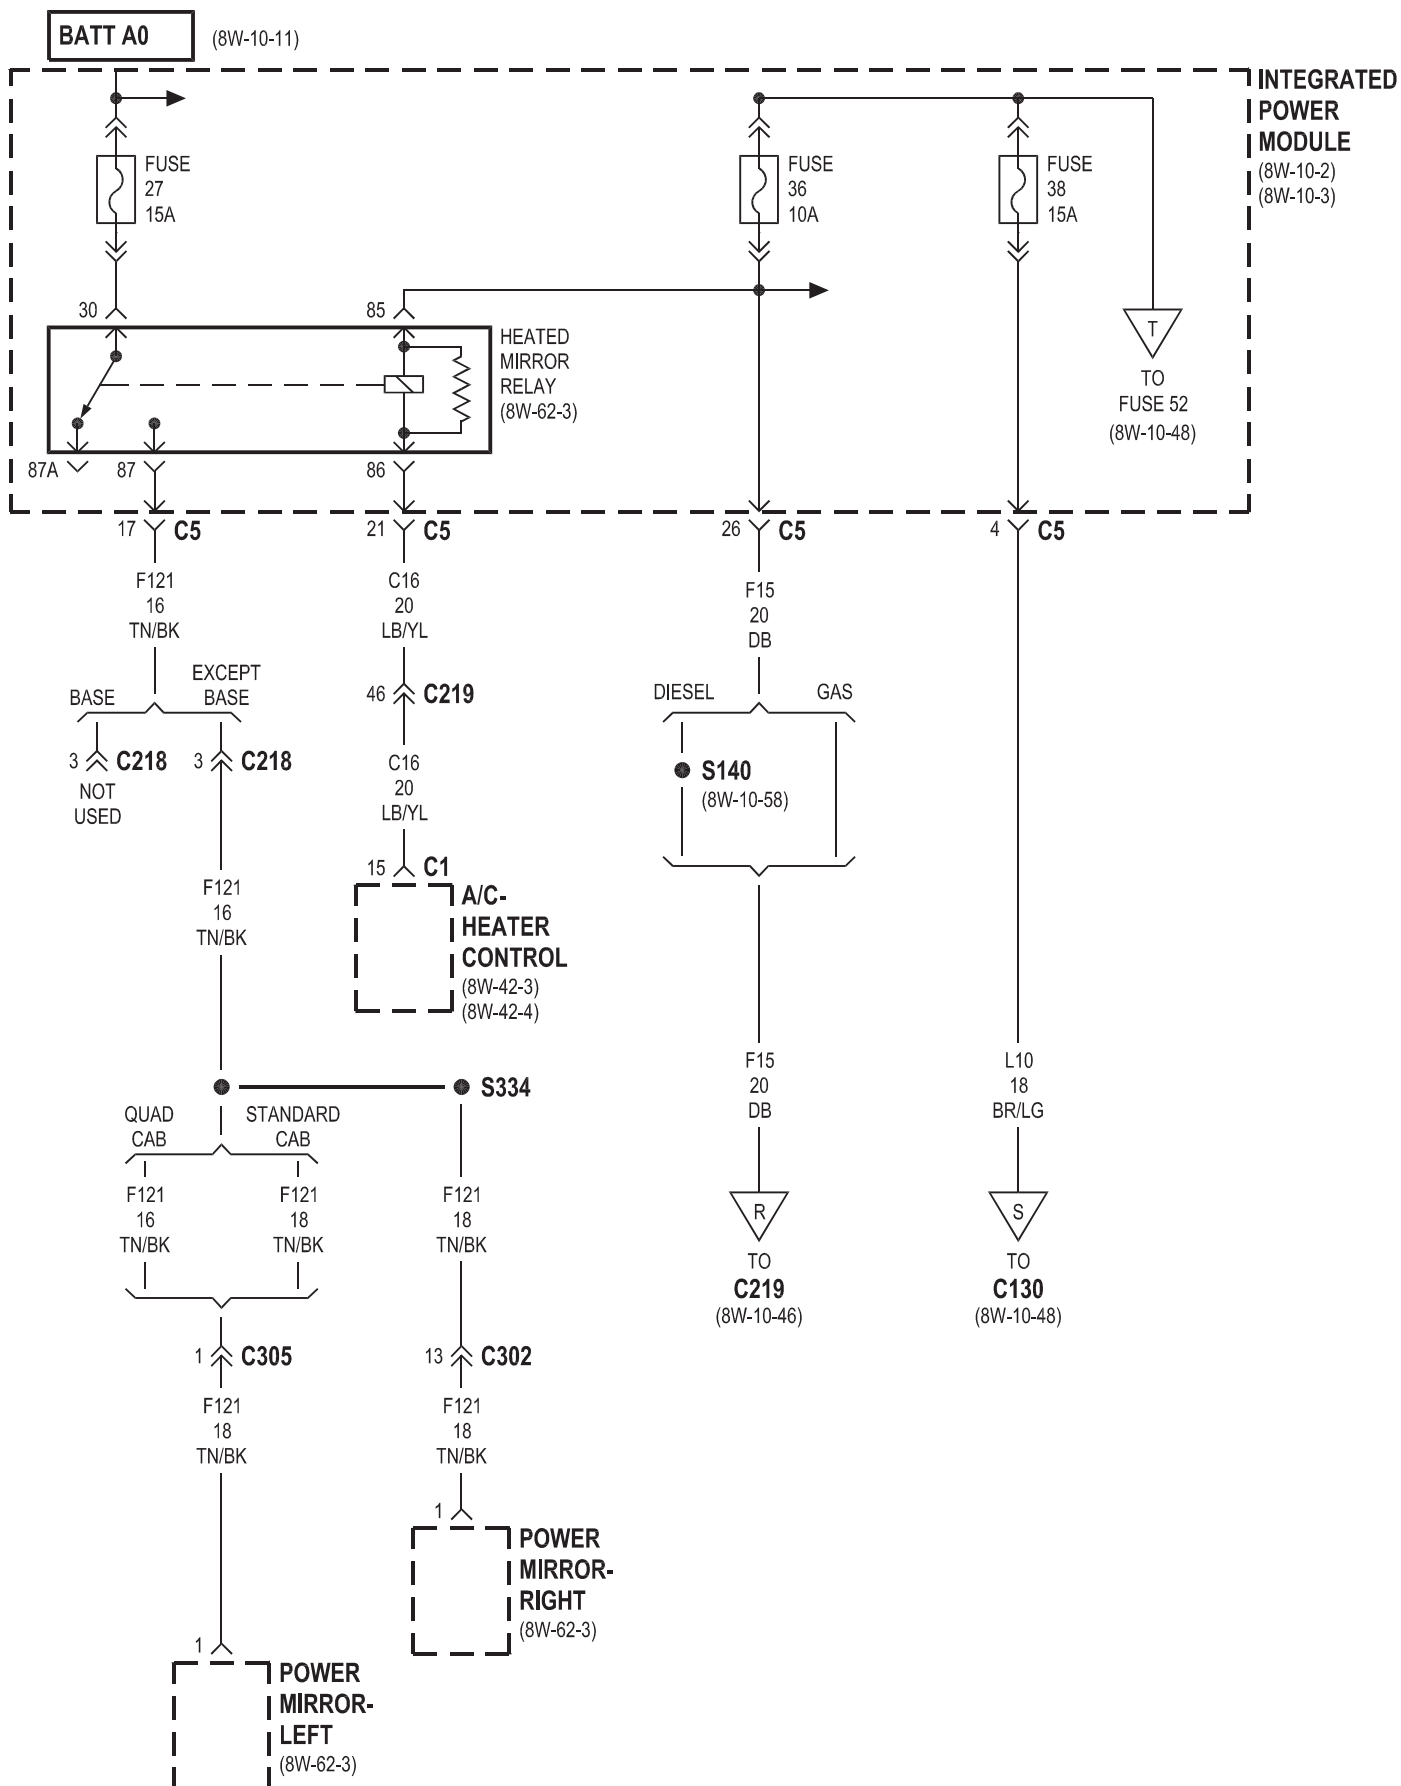 BATT A0
(8W-10-11)
INTEGRATED
POWER
MODULE
(8W-10-2)
(8W-10-3)
FUSE
27
15A
FUSE
36
10A
FUSE
38
15A
30
85
HEATED
MIRROR
RELAY
(8W-62-3)
T
TO
FUSE 52
(8W-10-48)
87A
87
86
17
C5
21
C5
26
C5
4
C5
F121
16
TN/BK
C16
20
LB/YL
F15
20
DB
BASE
EXCEPT
BASE
46
C219
DIESEL
GAS
3
C218
NOT
USED
3
C218
C16
20
LB/YL
S140
(8W-10-58)
15
C1
A/C-
HEATER
CONTROL
(8W-42-3)
(8W-42-4)
F121
16
TN/BK
F15
20
DB
L10
18
BR/LG
S334
QUAD
CAB
STANDARD
CAB
F121
16
TN/BK
F121
18
TN/BK
F121
18
TN/BK
R
TO
C219
(8W-10-46)
S
TO
C130
(8W-10-48)
1
C305
13
C302
F121
18
TN/BK
F121
18
TN/BK
1
POWER
MIRROR-
RIGHT
(8W-62-3)
1
POWER
MIRROR-
LEFT
(8W-62-3)